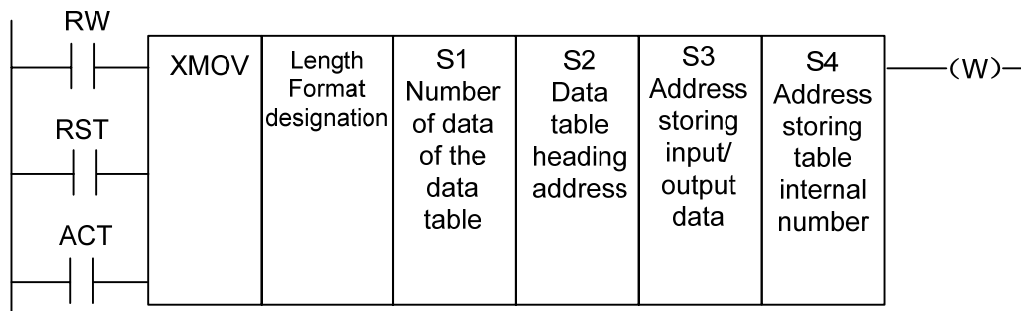 RW
RST
ACT
XMOV
Length
Format
designation
S1
Number
of data
of the
data
table
S2
Data
table
heading
address
S3
Address
storing
input/
output
data
S4
Address
storing
table
internal
number
(W)